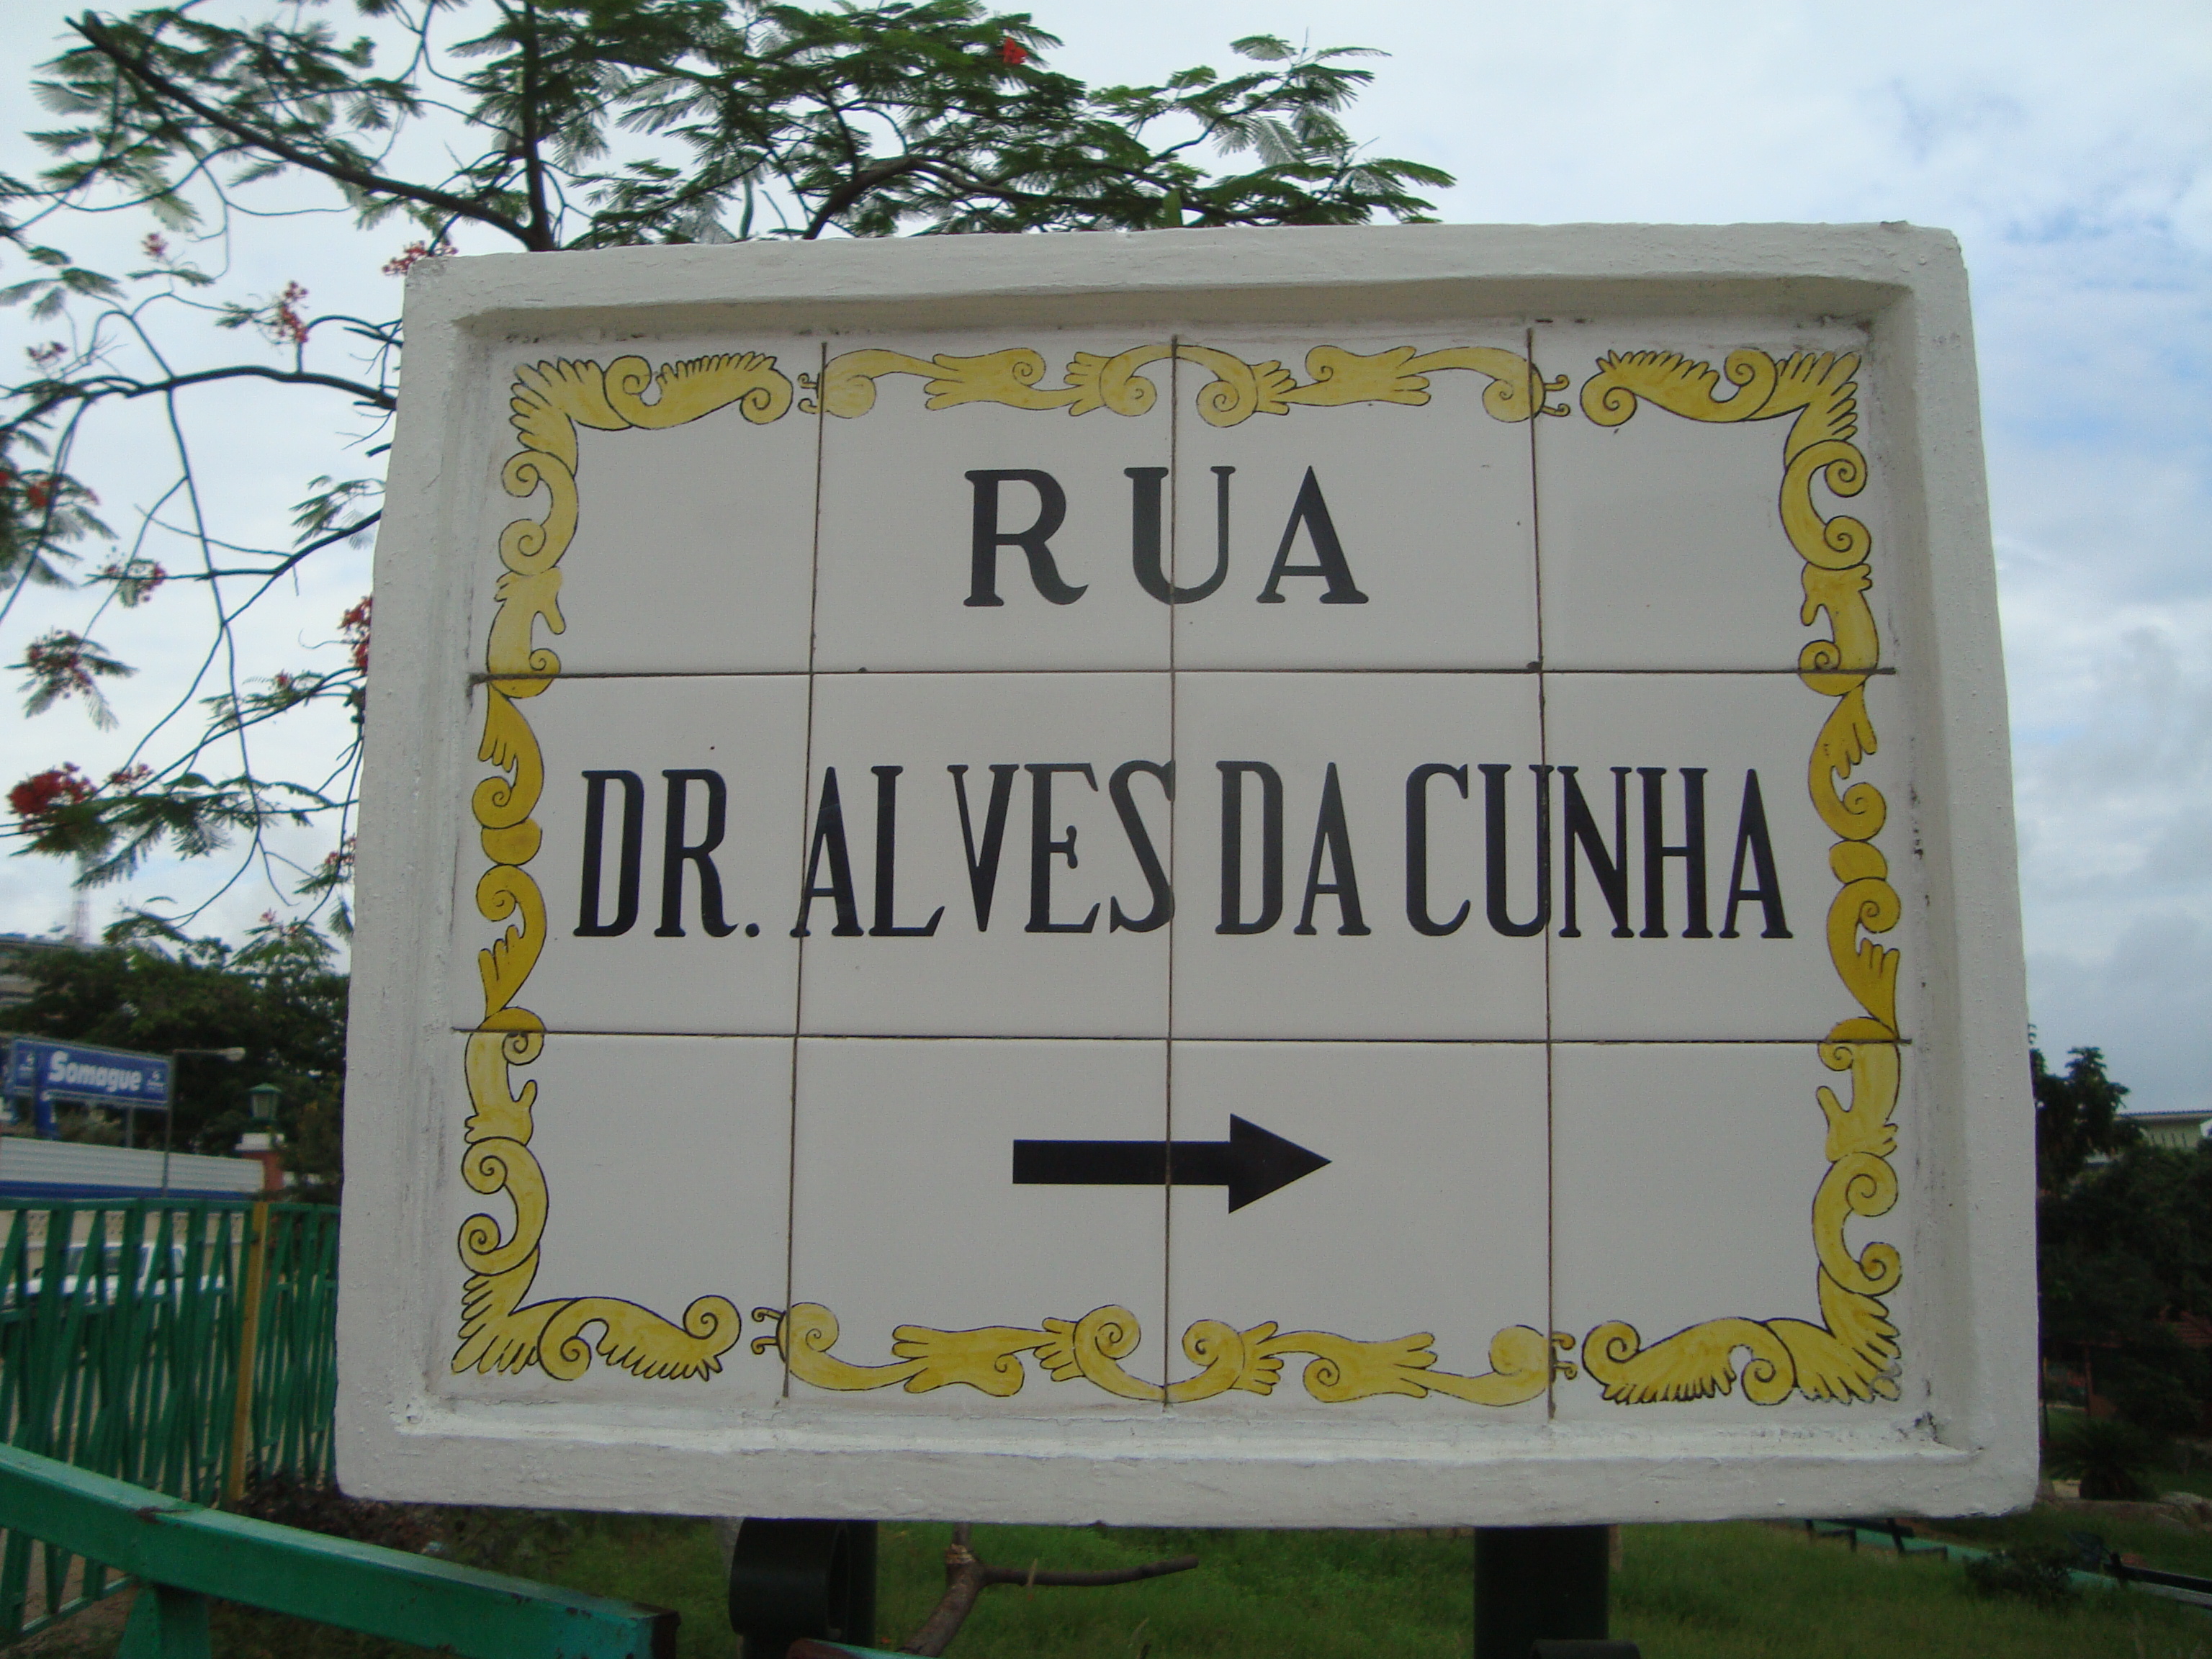 RUA
DR. ALVES DA CUNHA
Somague